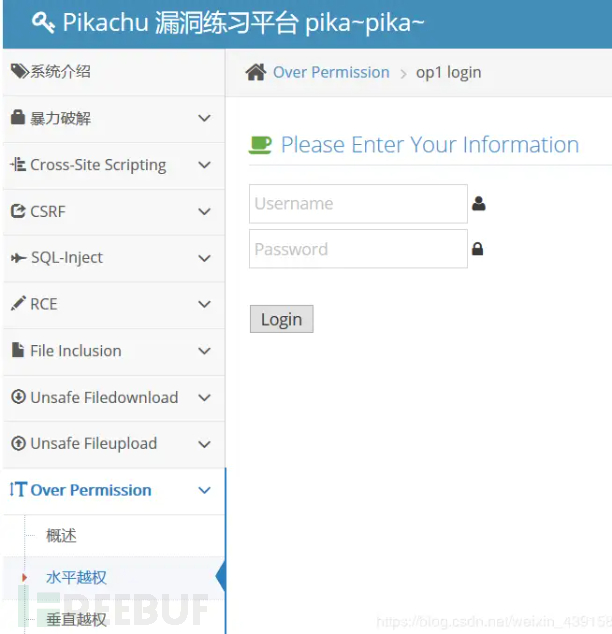 Pikachu 漏洞练习平台 pika~pika~
系统介绍
暴力破解
Cross-Site Scripting
CSRF
SQL-Inject
RCE
File Inclusion
Unsafe Filedownload
Unsafe Fileupload
Over Permission
概述
水平越权
垂直越权
Over Permission > op1 login
Please Enter Your Information
Username
Password
Login
REEBUF
https://blog.csdn.net/weixin_439158